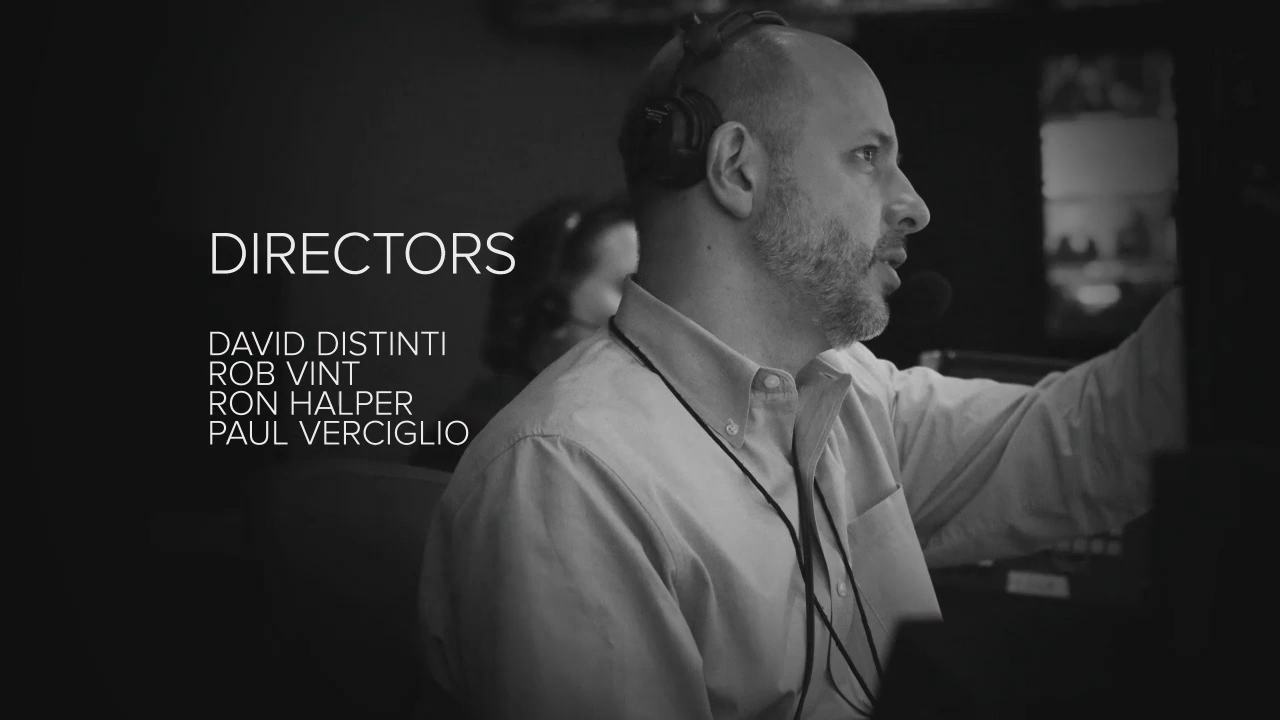 DIRECTORS
DAVID DISTINTI
ROB VINT
RON HALPER
PAUL VERCIGLIO